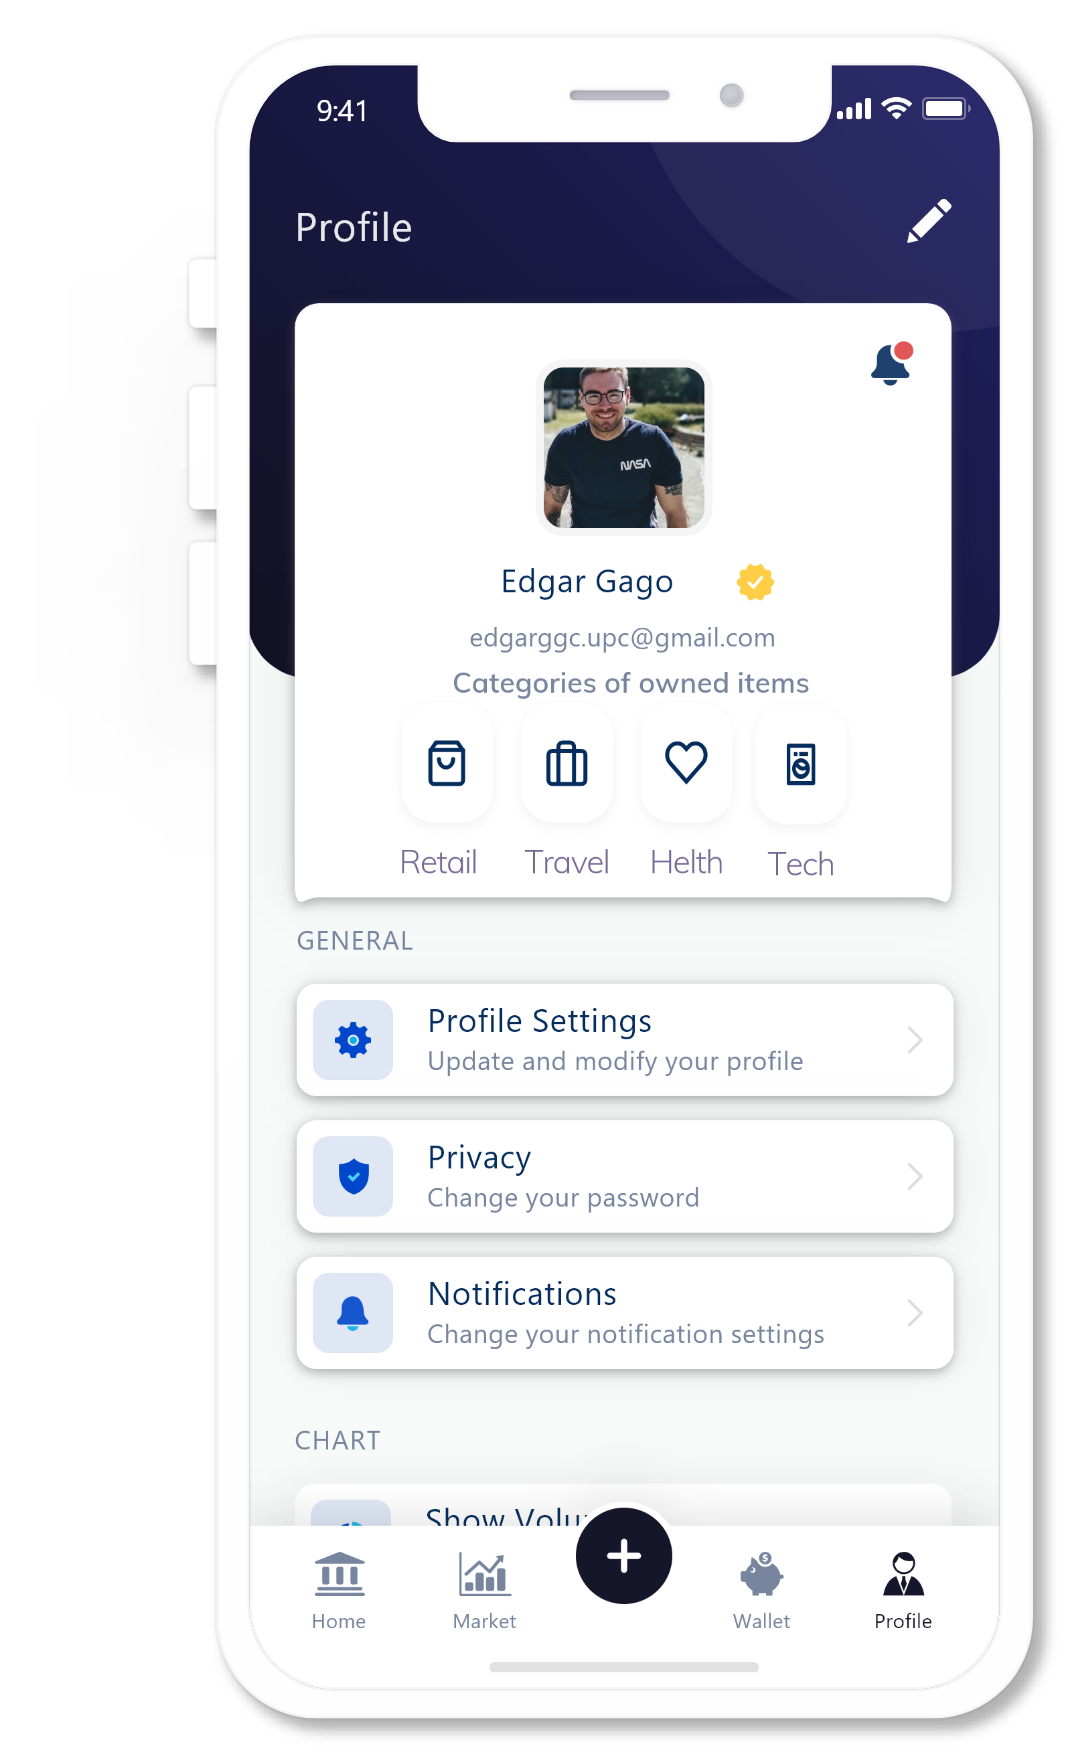 9:41
Profile
NASA
Edgar Gago
edgarggc.upc@gmail.com
Categories of owned items
Retail Travel Helth Tech
GENERAL
Profile Settings
Update and modify your profile
Privacy
Change your password
Notifications
Change your notification settings
CHART
Show
$
Home Market Wallet Profile